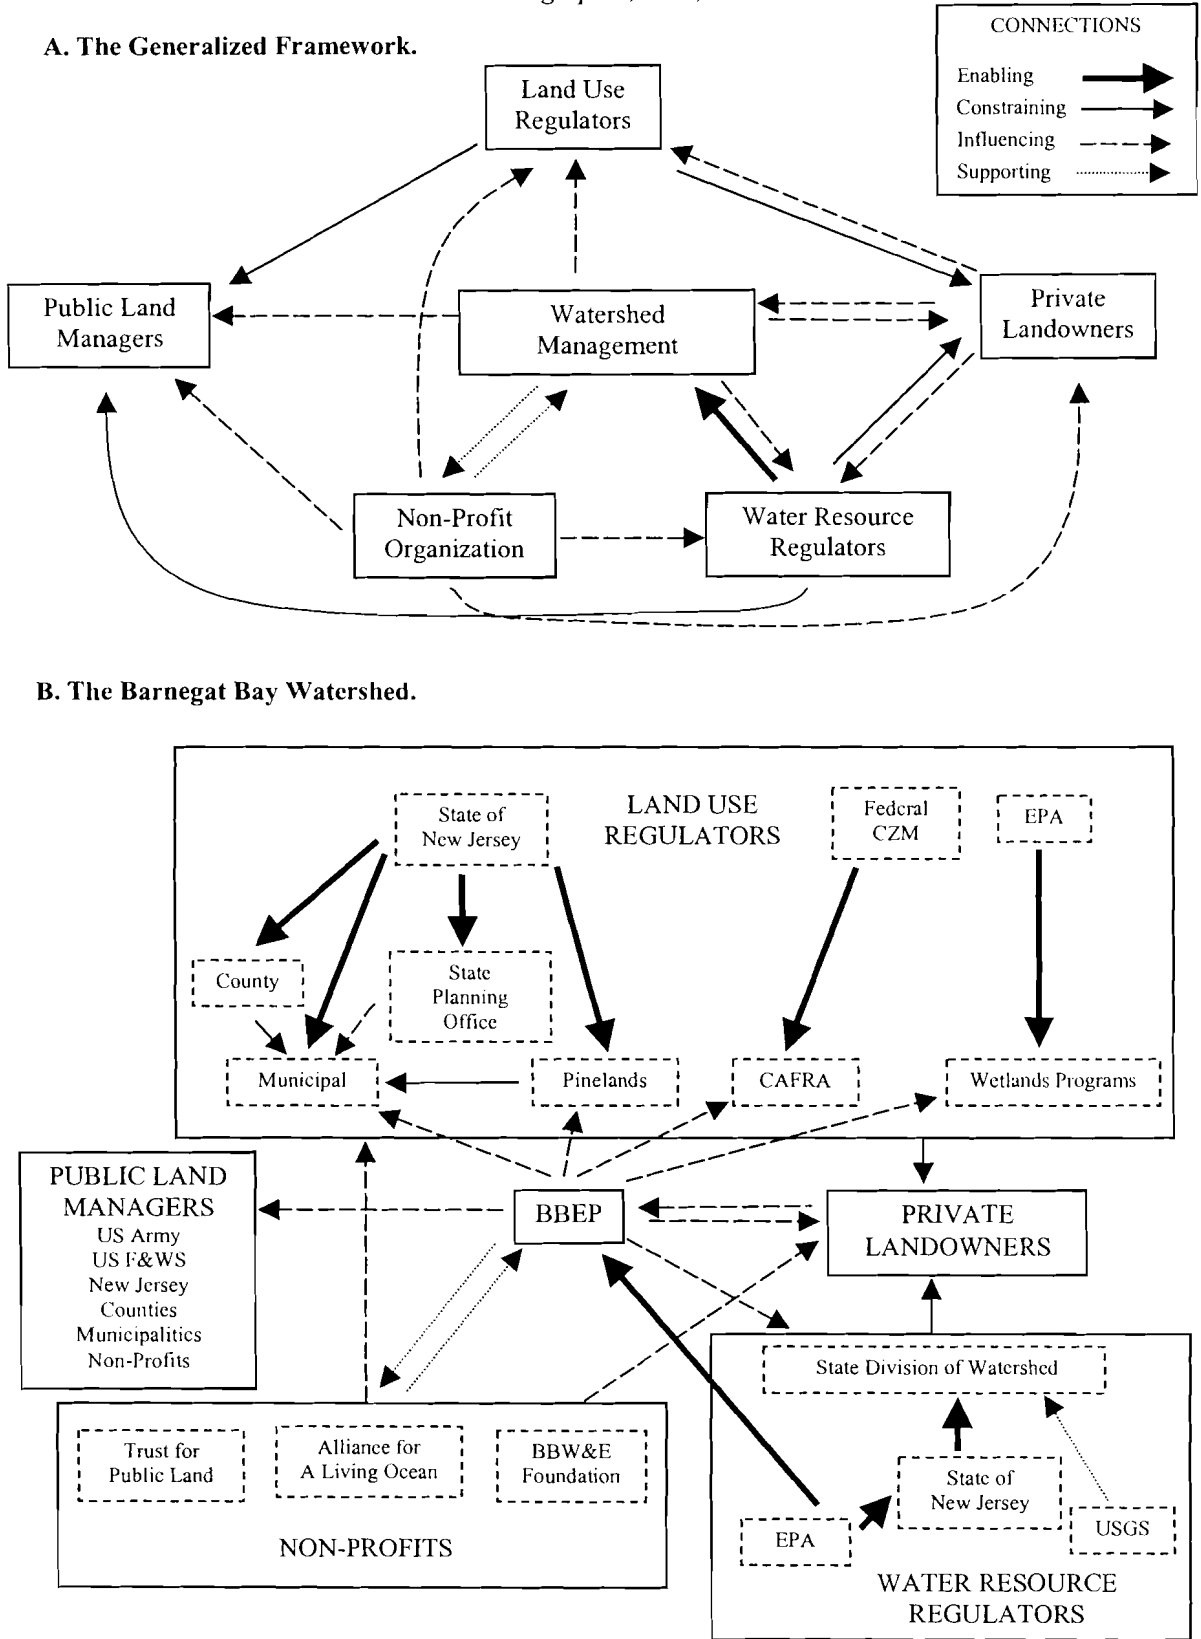 A. The Generalized Framework.
CONNECTIONS
Enabling
Constraining
Influencing
Supporting
Land Use
Regulators
Public Land
Managers
Watershed
Management
Private
Landowners
Non-Profit
Organization
Water Resource
Regulators
B. The Barnegat Bay Watershed.
LAND USE
REGULATORS
State of
New Jersey
Federal
CZM
EPA
County
State
Planning
Office
Municipal
Pinelands
CAFRA
Wetlands Programs
PUBLIC LAND
MANAGERS
US Army
US F&WS
New Jersey
Counties
Municipalities
Non-Profits
BBEP
PRIVATE
LANDOWNERS
Trust for
Public Land
Alliance for
A Living Ocean
BBW&E
Foundation
NON-PROFITS
State Division of Watershed
State of
New Jersey
EPA
USGS
WATER RESOURCE
REGULATORS